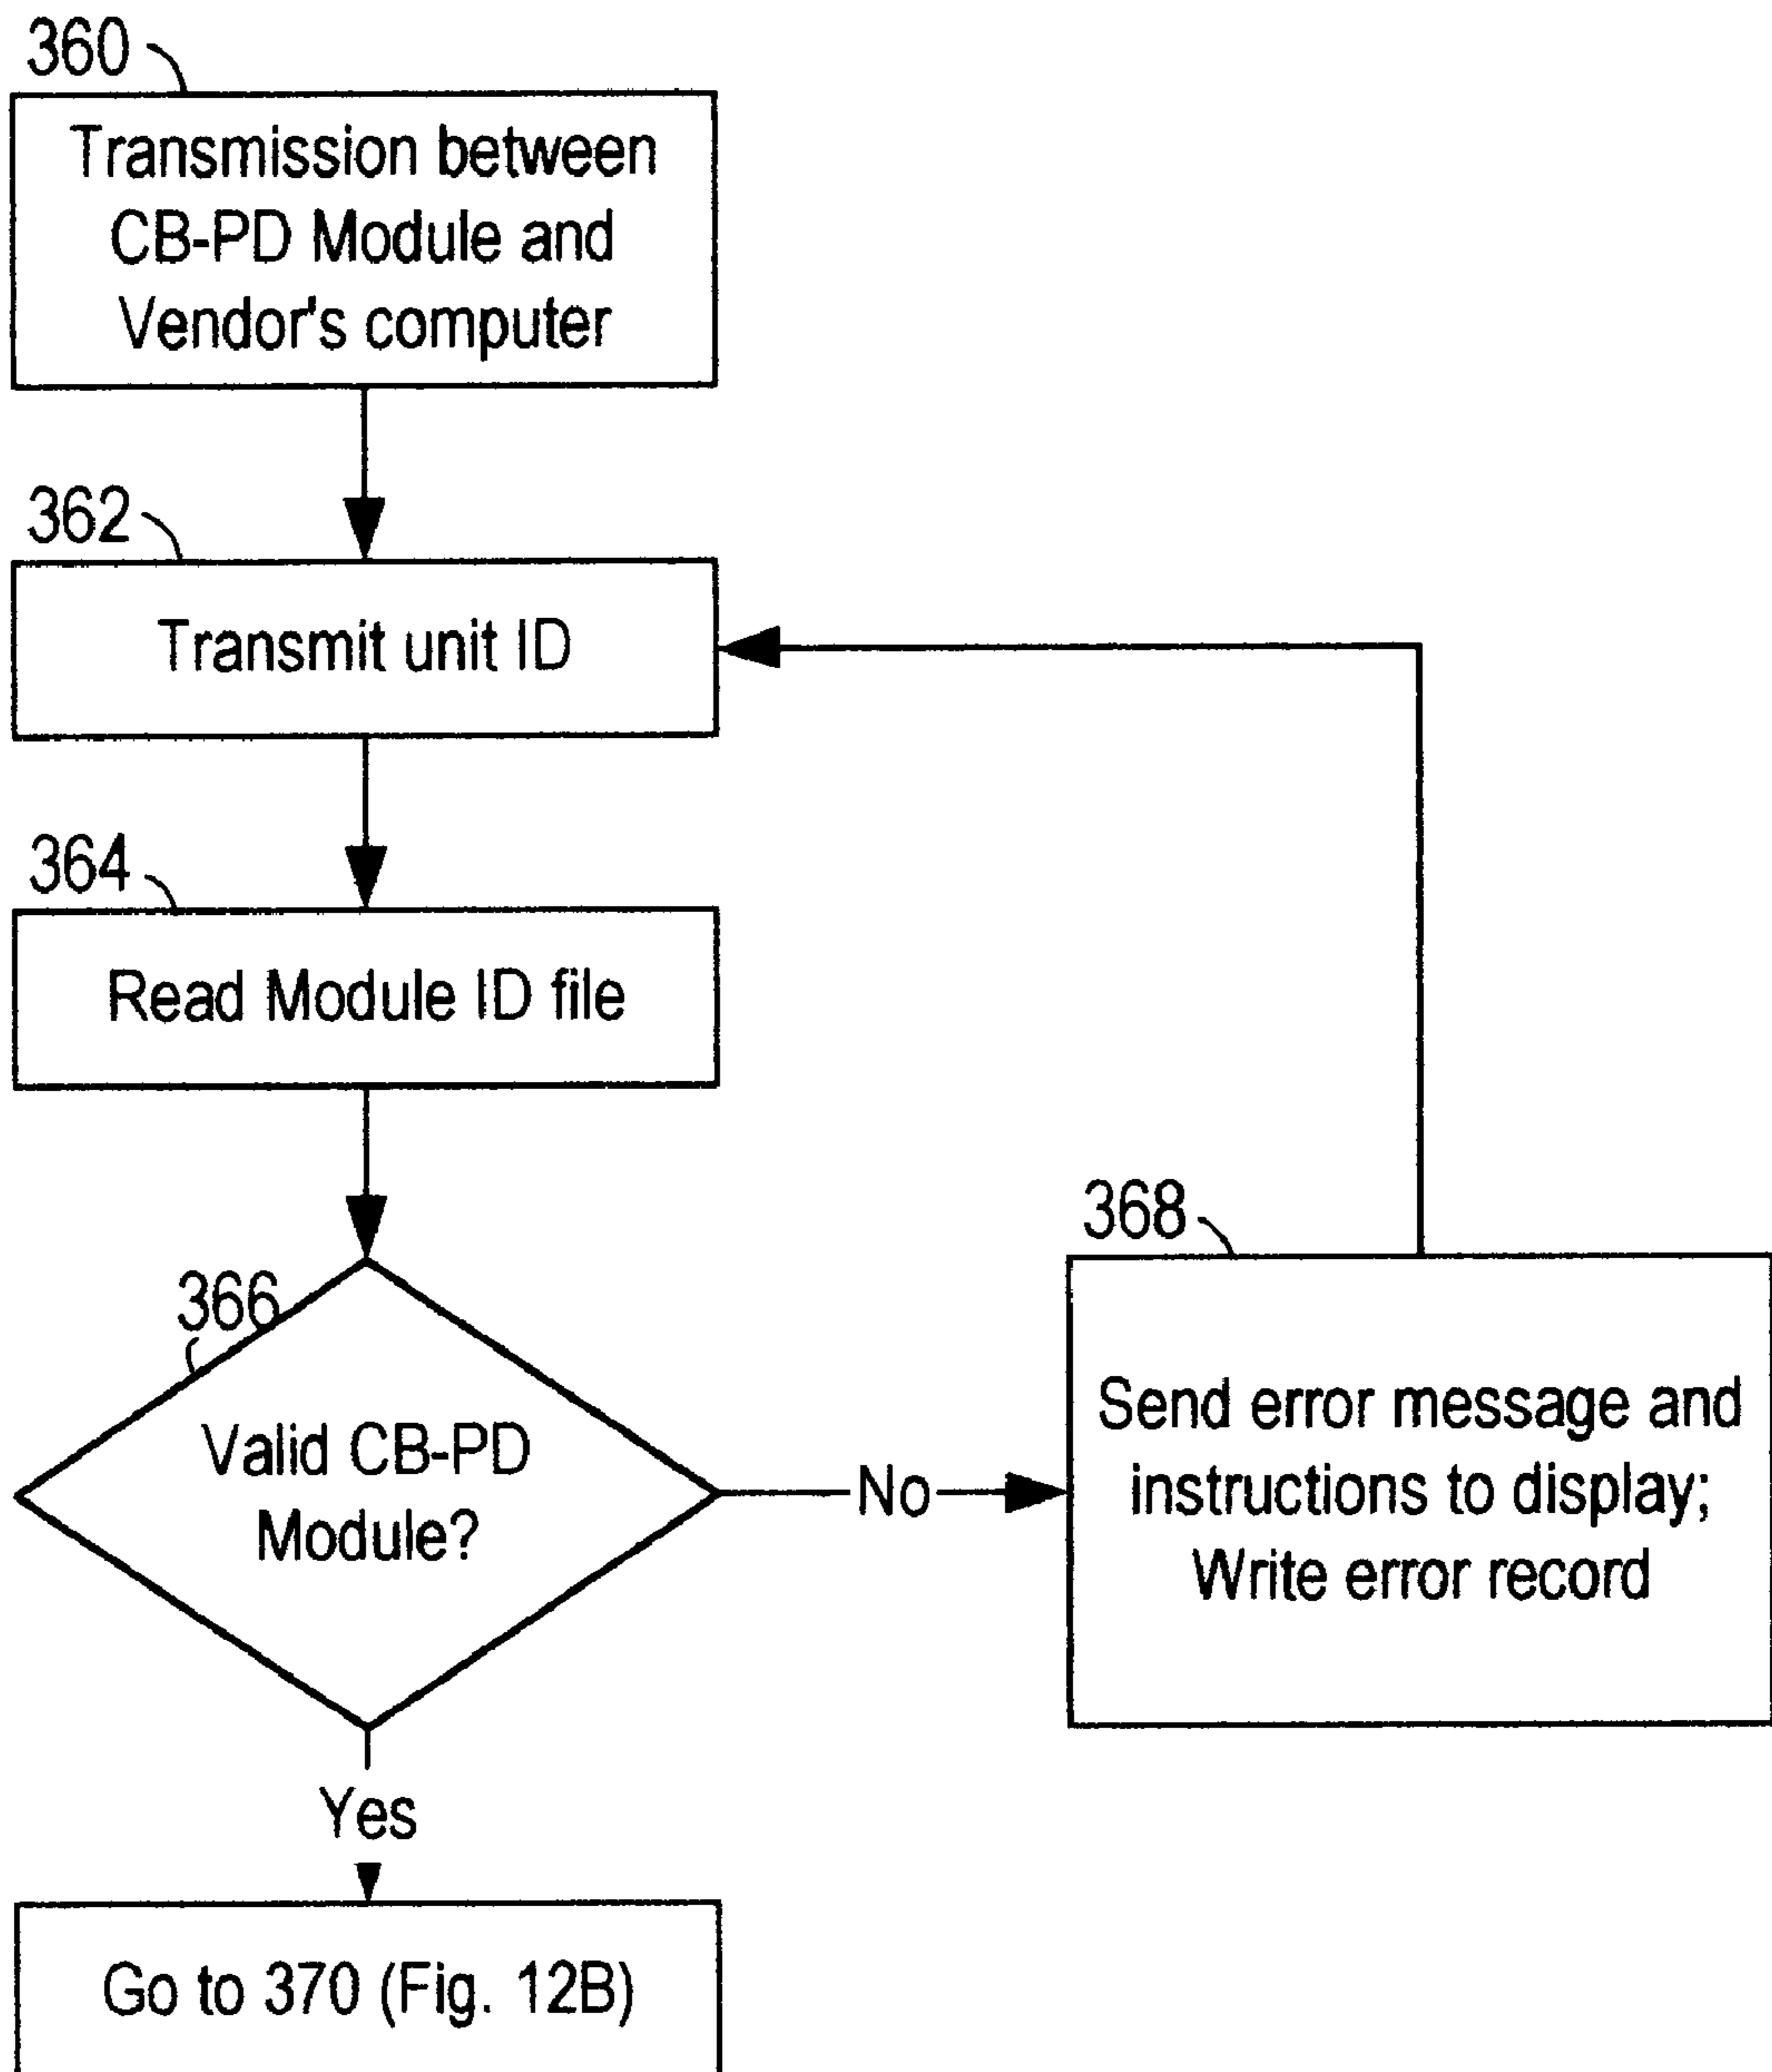 360
Transmission between
CB-PD Module and
Vendor's computer
362
Transmit unit ID
364
Read Module ID file
366
Valid CB-PD
Module?
No
368
Send error message and
instructions to display;
Write error record
Yes
Go to 370 (Fig. 12B)